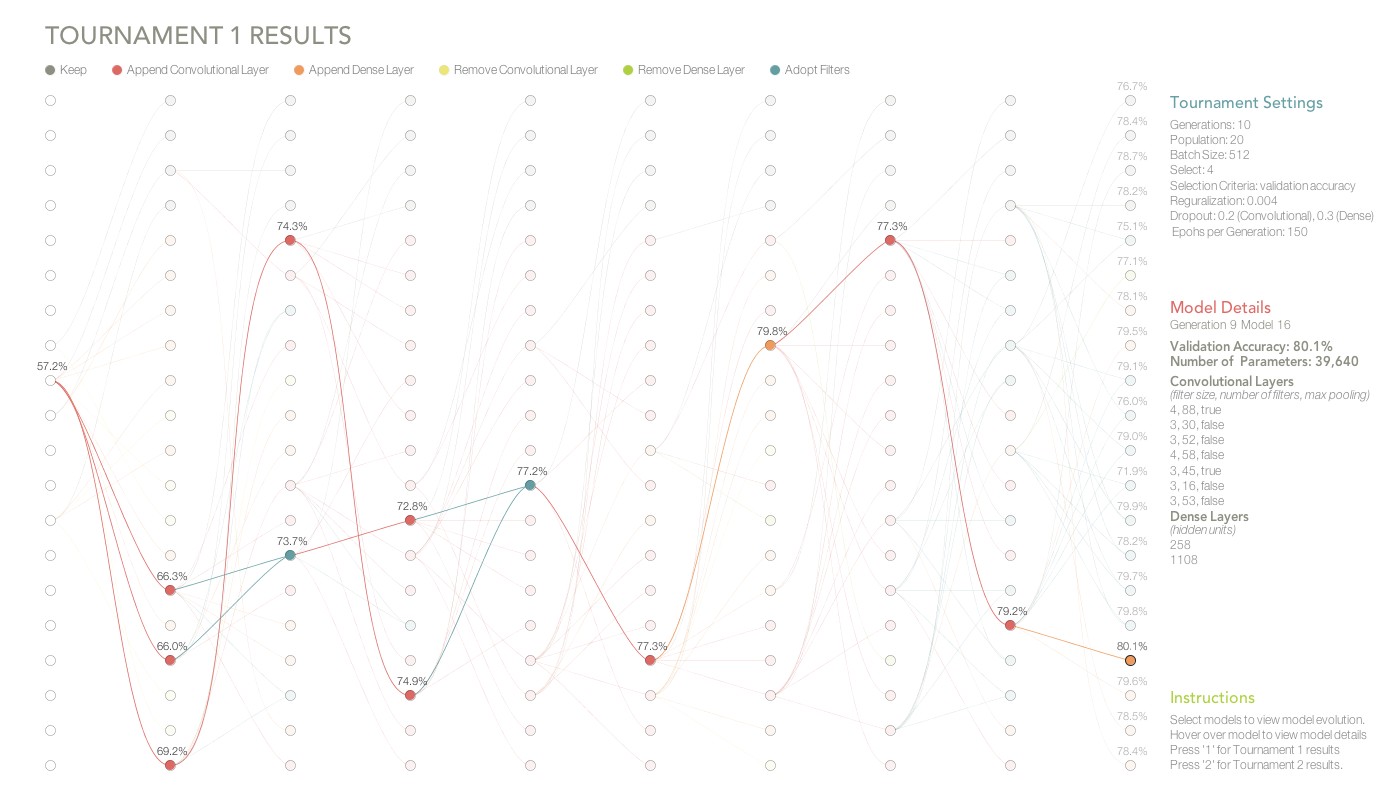 TOURNAMENT 1 RESULTS
Keep Append Convolutional Layer Append Dense Layer Remove Convolutional Layer Remove Dense Layer Adopt Filters
57.2%
66.3%
66.0%
69.2%
74.3%
73.7%
72.8%
74.9%
77.2%
77.3%
79.8%
77.3%
79.2%
76.7%
78.4%
78.7%
78.2%
75.1%
77.1%
78.1%
79.5%
79.1%
76.0%
79.0%
71.9%
79.9%
78.2%
79.7%
79.8%
80.1%
79.6%
78.5%
78.4%
Tournament Settings
Generations: 10
Population: 20
Batch Size: 512
Select: 4
Selection Criteria: validation accuracy
Reguralization: 0.004
Dropout: 0.2 (Convolutional), 0.3 (Dense)
Epohs per Generation: 150
Model Details
Generation 9 Model 16
Validation Accuracy: 80.1%
Number of Parameters: 39,640
Convolutional Layers
(filter size, number of filters, max pooling)
4, 88, true
3, 30, false
3, 52, false
4, 58, false
3, 45, true
3, 16, false
3, 53, false
Dense Layers
(hidden units)
258
1108
Instructions
Select models to view model evolution.
Hover over model to view model details
Press '1' for Tournament 1 results
Press '2' for Tournament 2 results.